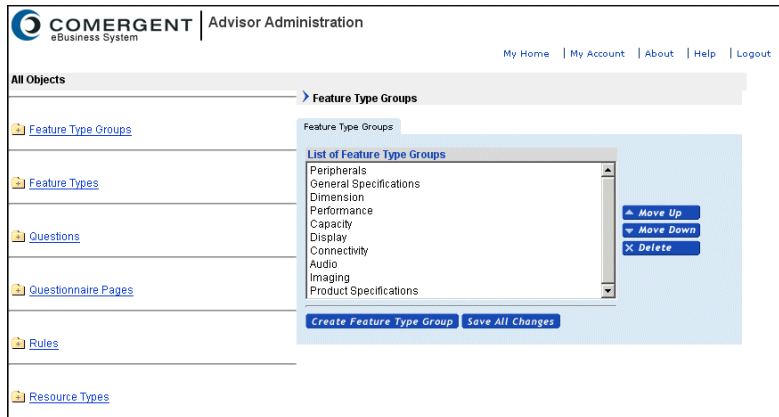 COMERGENT
eBusiness System
Advisor Administration
My Home | My Account | About | Help | Logout
All Objects
Feature Type Groups
Feature Types
Questions
Questionnaire Pages
Rules
Resource Types
Feature Type Groups
Feature Type Groups
List of Feature Type Groups
Peripherals
General Specifications
Dimension
Performance
Capacity
Display
Connectivity
Audio
Imaging
Product Specifications
Move Up
Move Down
X Delete
Create Feature Type Group Save All Changes